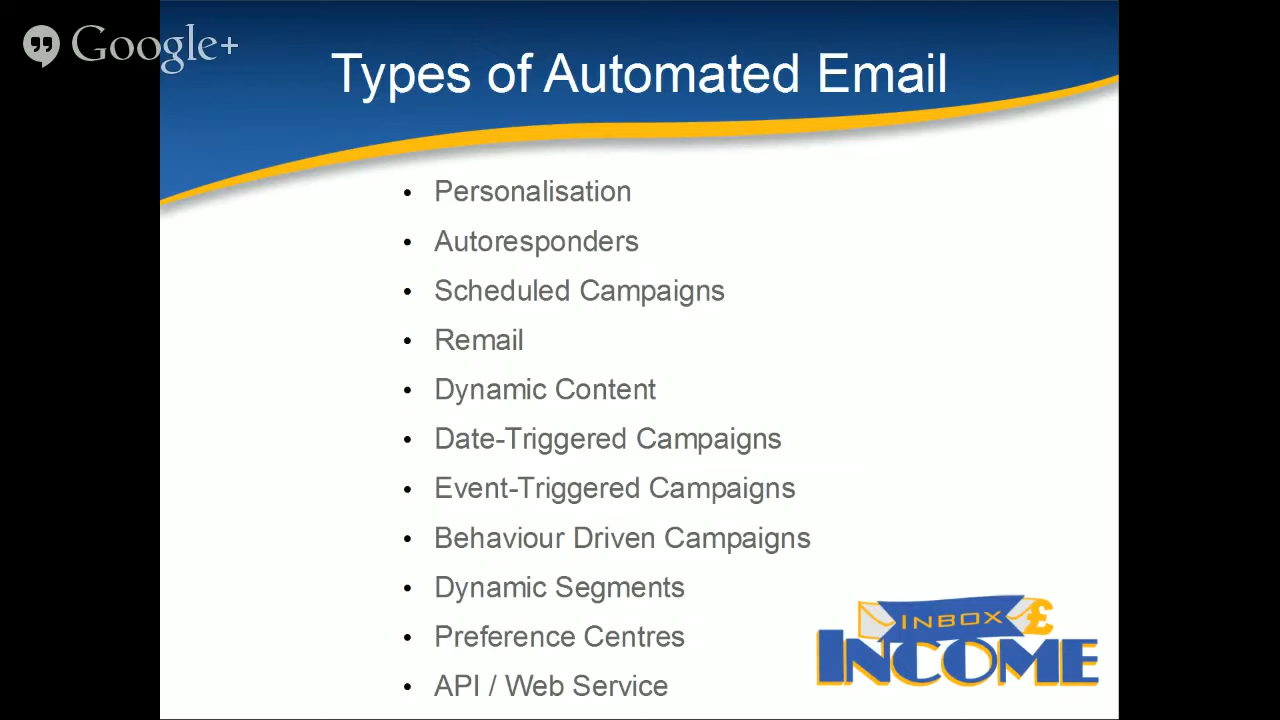 Google+
Types of Automated Email
• Personalisation
• Autoresponders
• Scheduled Campaigns
• Remail
• Dynamic Content
• Date-Triggered Campaigns
• Event-Triggered Campaigns
• Behaviour Driven Campaigns
• Dynamic Segments
• Preference Centres
• API / Web Service
INBOX £
INCOME